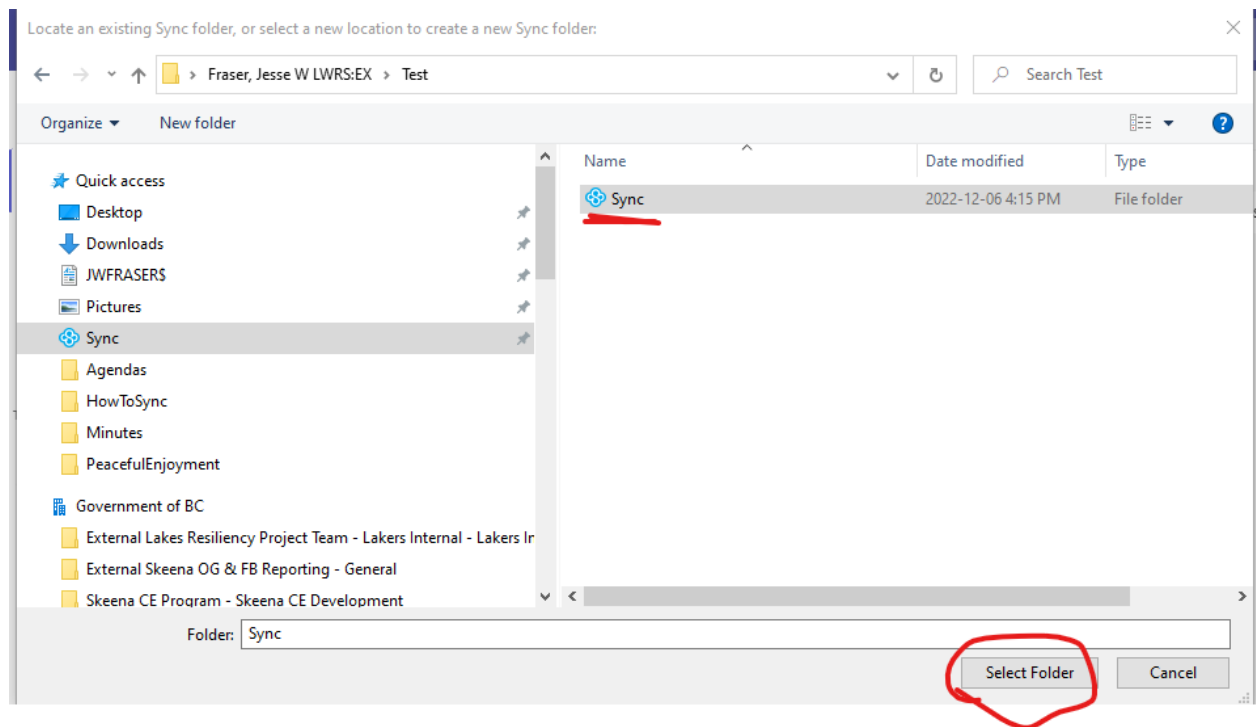 Locate an existing Sync folder, or select a new location to create a new Sync folder:
Fraser, Jesse W LWRS:EX > Test
Search Test
Organize
New folder
Name
Date modified
Type
Quick access
Sync
2022-12-06 4:15 PM
File folder
Desktop
Downloads
JWFRASER$
Pictures
Sync
Agendas
HowToSync
Minutes
PeacefulEnjoyment
Government of BC
External Lakes Resiliency Project Team - Lakers Internal - Lakers In
External Skeena OG & FB Reporting - General
Skeena CE Program - Skeena CE Development
Folder: Sync
Select Folder
Cancel